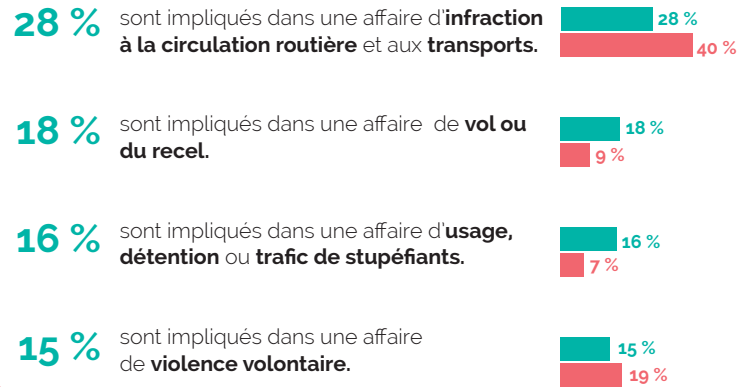 28 %
sont impliqués dans une affaire d'infraction
à la circulation routière et aux transports.
28 %
40 %
18 %
sont impliqués dans une affaire de vol ou
du recel.
18 %
9 %
16 %
sont impliqués dans une affaire d'usage,
détention ou trafic de stupéfiants.
16 %
7 %
15 %
sont impliqués dans une affaire
de violence volontaire.
15 %
19 %